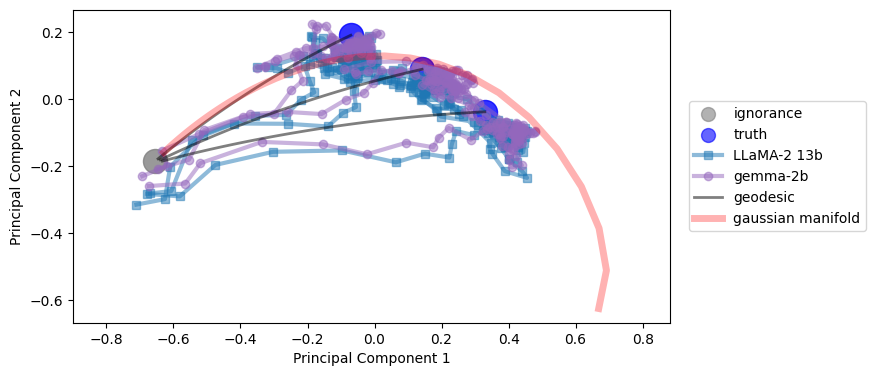 0.2
0.0
−0.2
−0.4
−0.6
Principal Component 2
−0.8 −0.6 −0.4 −0.2 0.0 0.2 0.4 0.6 0.8
Principal Component 1
ignorance
truth
LLaMA-2 13b
gemma-2b
geodesic
gaussian manifold